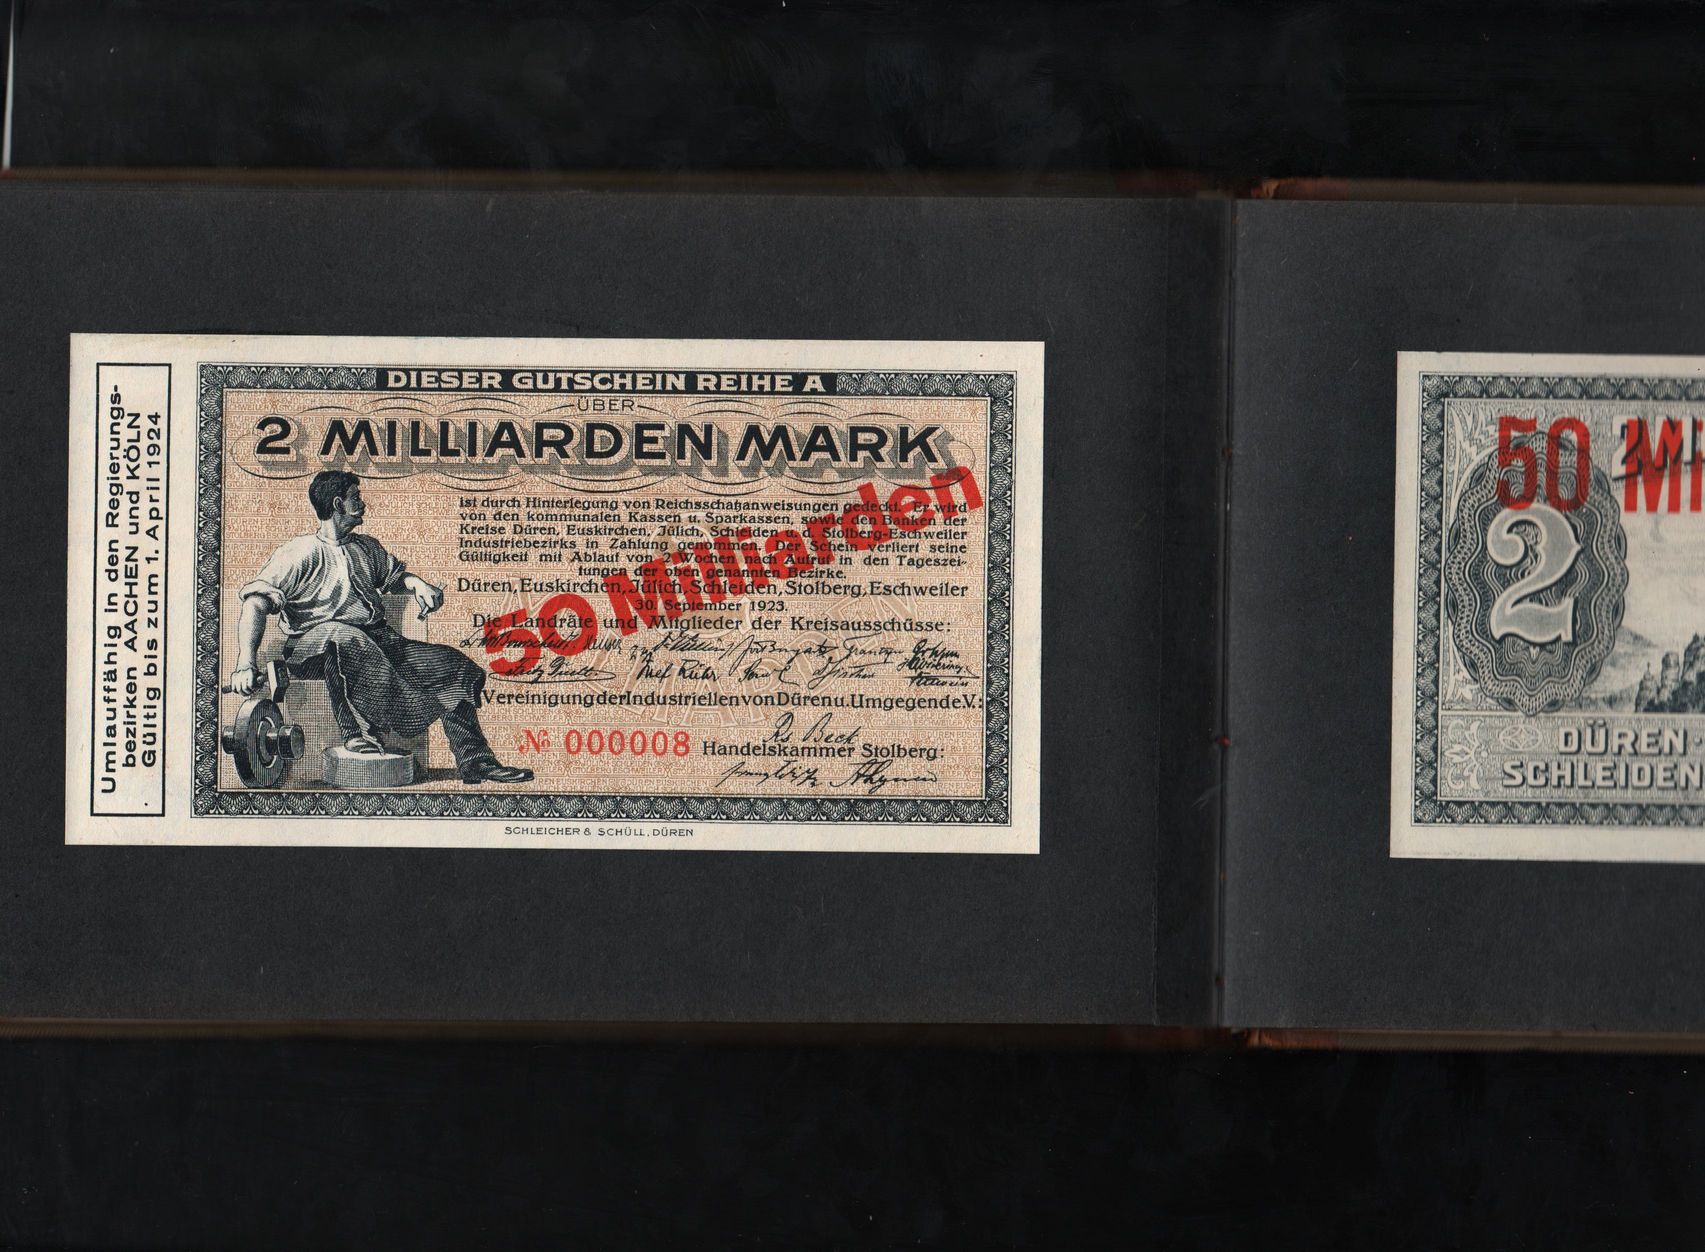 Umlauffähig in den Regierungs-
bezirken AACHEN und KÖLN
Gültig bis zum 1. April 1924
DIESER GUTSCHEIN REIHE A
ÜBER
2 MILLIARDEN MARK
ist durch Hinterlegung von Reichsschatzanweisungen gedeckt. Er wird
von den kommunalen Kassen u. Sparkassen, sowie den Banken der
Kreise Düren, Euskirchen, Jülich, Schleiden u. d. Stolberg-Eschweiler
Industriebezirks in Zahlung genommen. Der Schein verliert seine
Gültigkeit mit Ablauf von 2 Wochen nach Aufruf in den Tageszei-
tungen der oben genannten Bezirke.
50 Milliarden
Düren, Euskirchen, Jülich, Schleiden, Stolberg, Eschweiler
30. September 1923.
Die Landräte und Mitglieder der Kreisausschüsse:
Vereinigung der Industriellen von Düren u. Umgegend e.V.:
Rs Beck
№ 000008
Handelskammer Stolberg:
SCHLEICHER & SCHÜLL, DÜREN
50 Mi
2 Mi
2
DÜREN
SCHLEIDEN